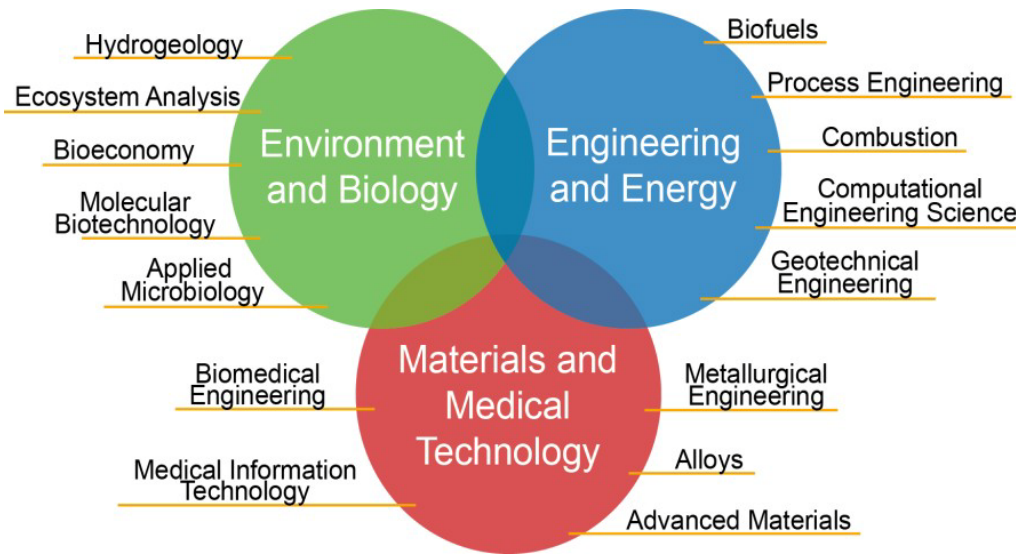 Hydrogeology
Ecosystem Analysis
Bioeconomy
Molecular
Biotechnology
Applied
Microbiology
Environment
and Biology
Engineering
and Energy
Biofuels
Process Engineering
Combustion
Computational
Engineering Science
Geotechnical
Engineering
Biomedical
Engineering
Medical Information
Technology
Materials and
Medical
Technology
Metallurgical
Engineering
Alloys
Advanced Materials